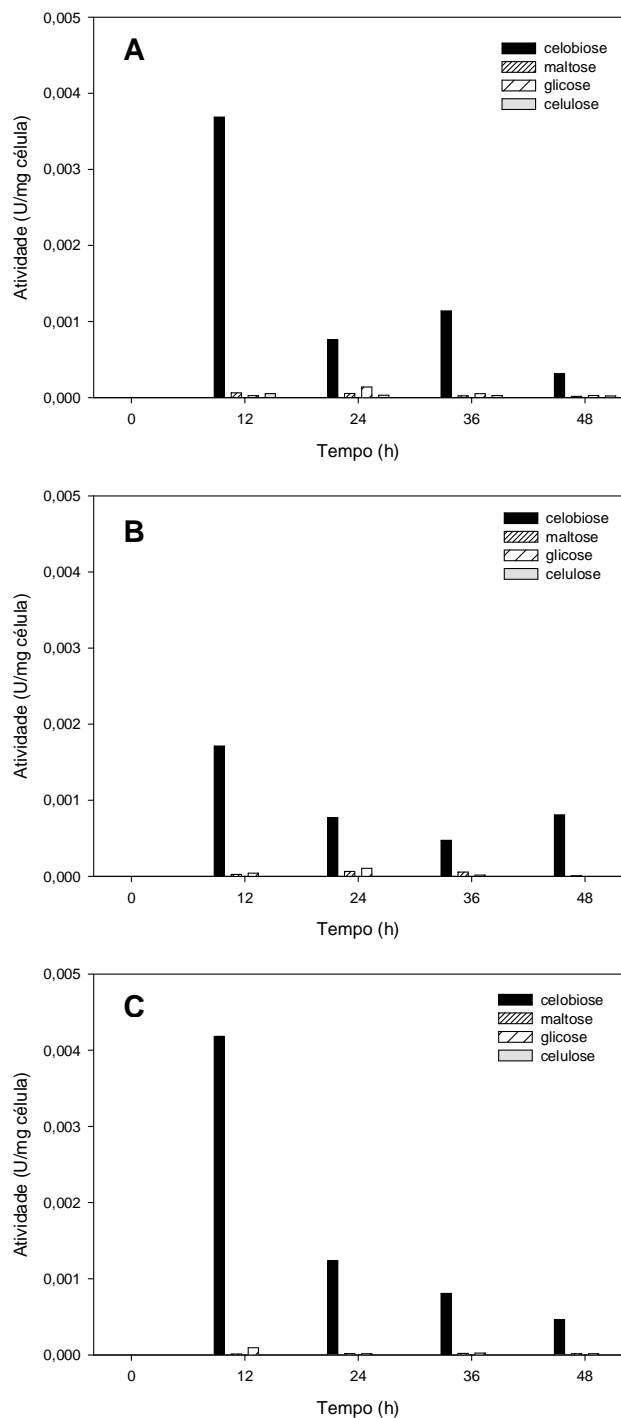 A
celobiose
maltose
glicose
celulose
Atividade (U/mg célula)
0,005
0,004
0,003
0,002
0,001
0,000
0 12 24 36 48
Tempo (h)
B
celobiose
maltose
glicose
celulose
Atividade (U/mg célula)
0,005
0,004
0,003
0,002
0,001
0,000
0 12 24 36 48
Tempo (h)
C
celobiose
maltose
glicose
celulose
Atividade (U/mg célula)
0,005
0,004
0,003
0,002
0,001
0,000
0 12 24 36 48
Tempo (h)